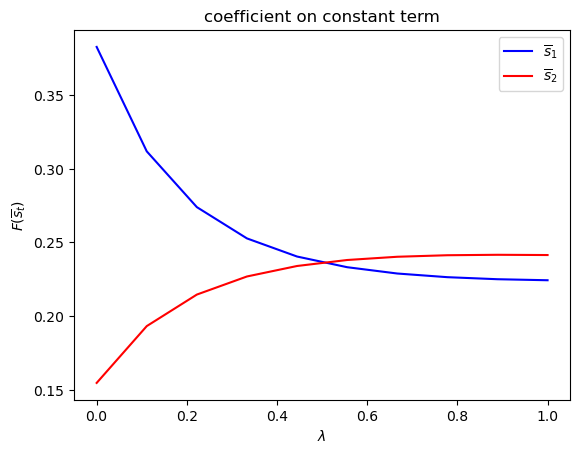 coefficient on constant term
s̅₁
s̅₂
F(s̅ₜ)
0.35
0.30
0.25
0.20
0.15
0.0 0.2 0.4 0.6 0.8 1.0
λ